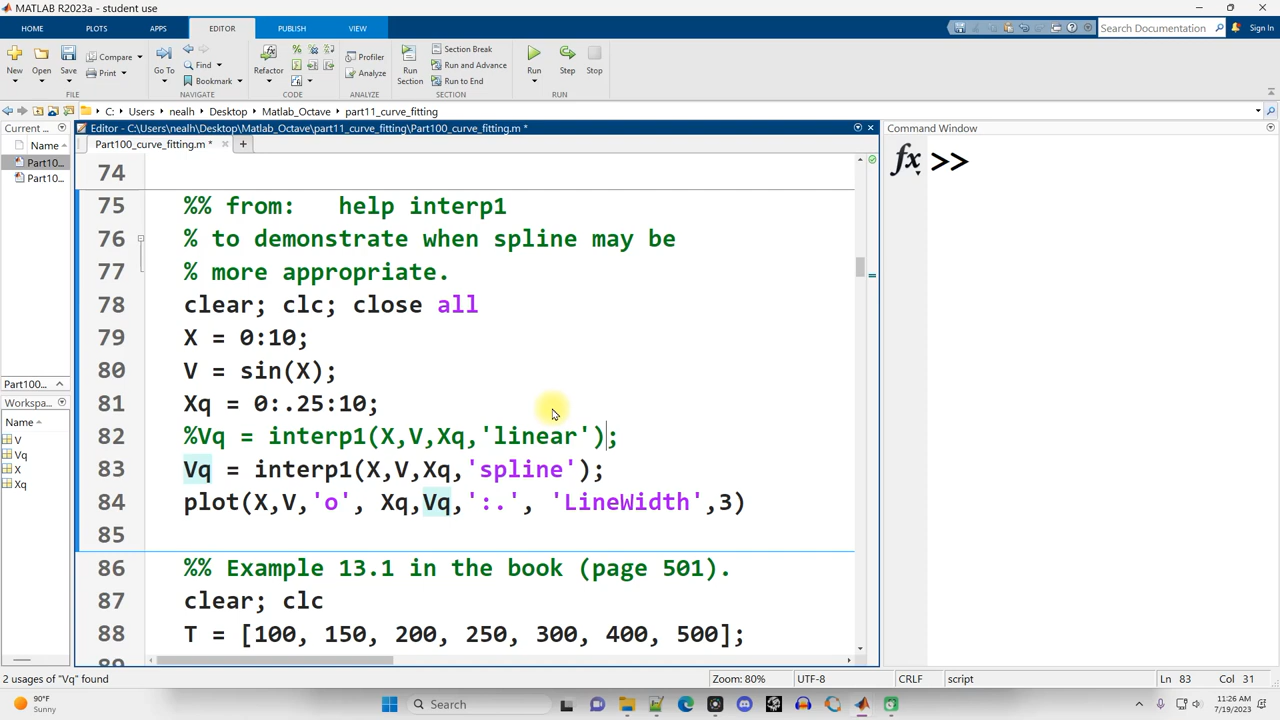 MATLAB R2023a - student use
HOME PLOTS APPS EDITOR PUBLISH VIEW
Search Documentation Sign In
New Open Save Compare Print
Go To Find Bookmark
Refactor
Profiler Analyze
Run Section Section Break Run and Advance Run to End
Run Step Stop
FILE NAVIGATE CODE ANALYZE SECTION RUN
C: Users nealh Desktop Matlab_Octave part11_curve_fitting
Current ...
Name
Part10...
Part10...
Part100...
Workspa...
Name
V
Vq
X
Xq
Editor - C:\Users\nealh\Desktop\Matlab_Octave\part11_curve_fitting\Part100_curve_fitting.m *
Part100_curve_fitting.m * × +
74
75 %% from:   help interp1
76 % to demonstrate when spline may be
77 % more appropriate.
78 clear; clc; close all
79 X = 0:10;
80 V = sin(X);
81 Xq = 0:.25:10;
82 %Vq = interp1(X,V,Xq,'linear');
83 Vq = interp1(X,V,Xq,'spline');
84 plot(X,V,'o', Xq,Vq,':.', 'LineWidth',3)
85
86 %% Example 13.1 in the book (page 501).
87 clear; clc
88 T = [100, 150, 200, 250, 300, 400, 500];
89
Command Window
fx >>
2 usages of "Vq" found
Zoom: 80% UTF-8 CRLF script Ln 83 Col 31
90°F
Sunny
Search
11:26 AM
7/19/2023